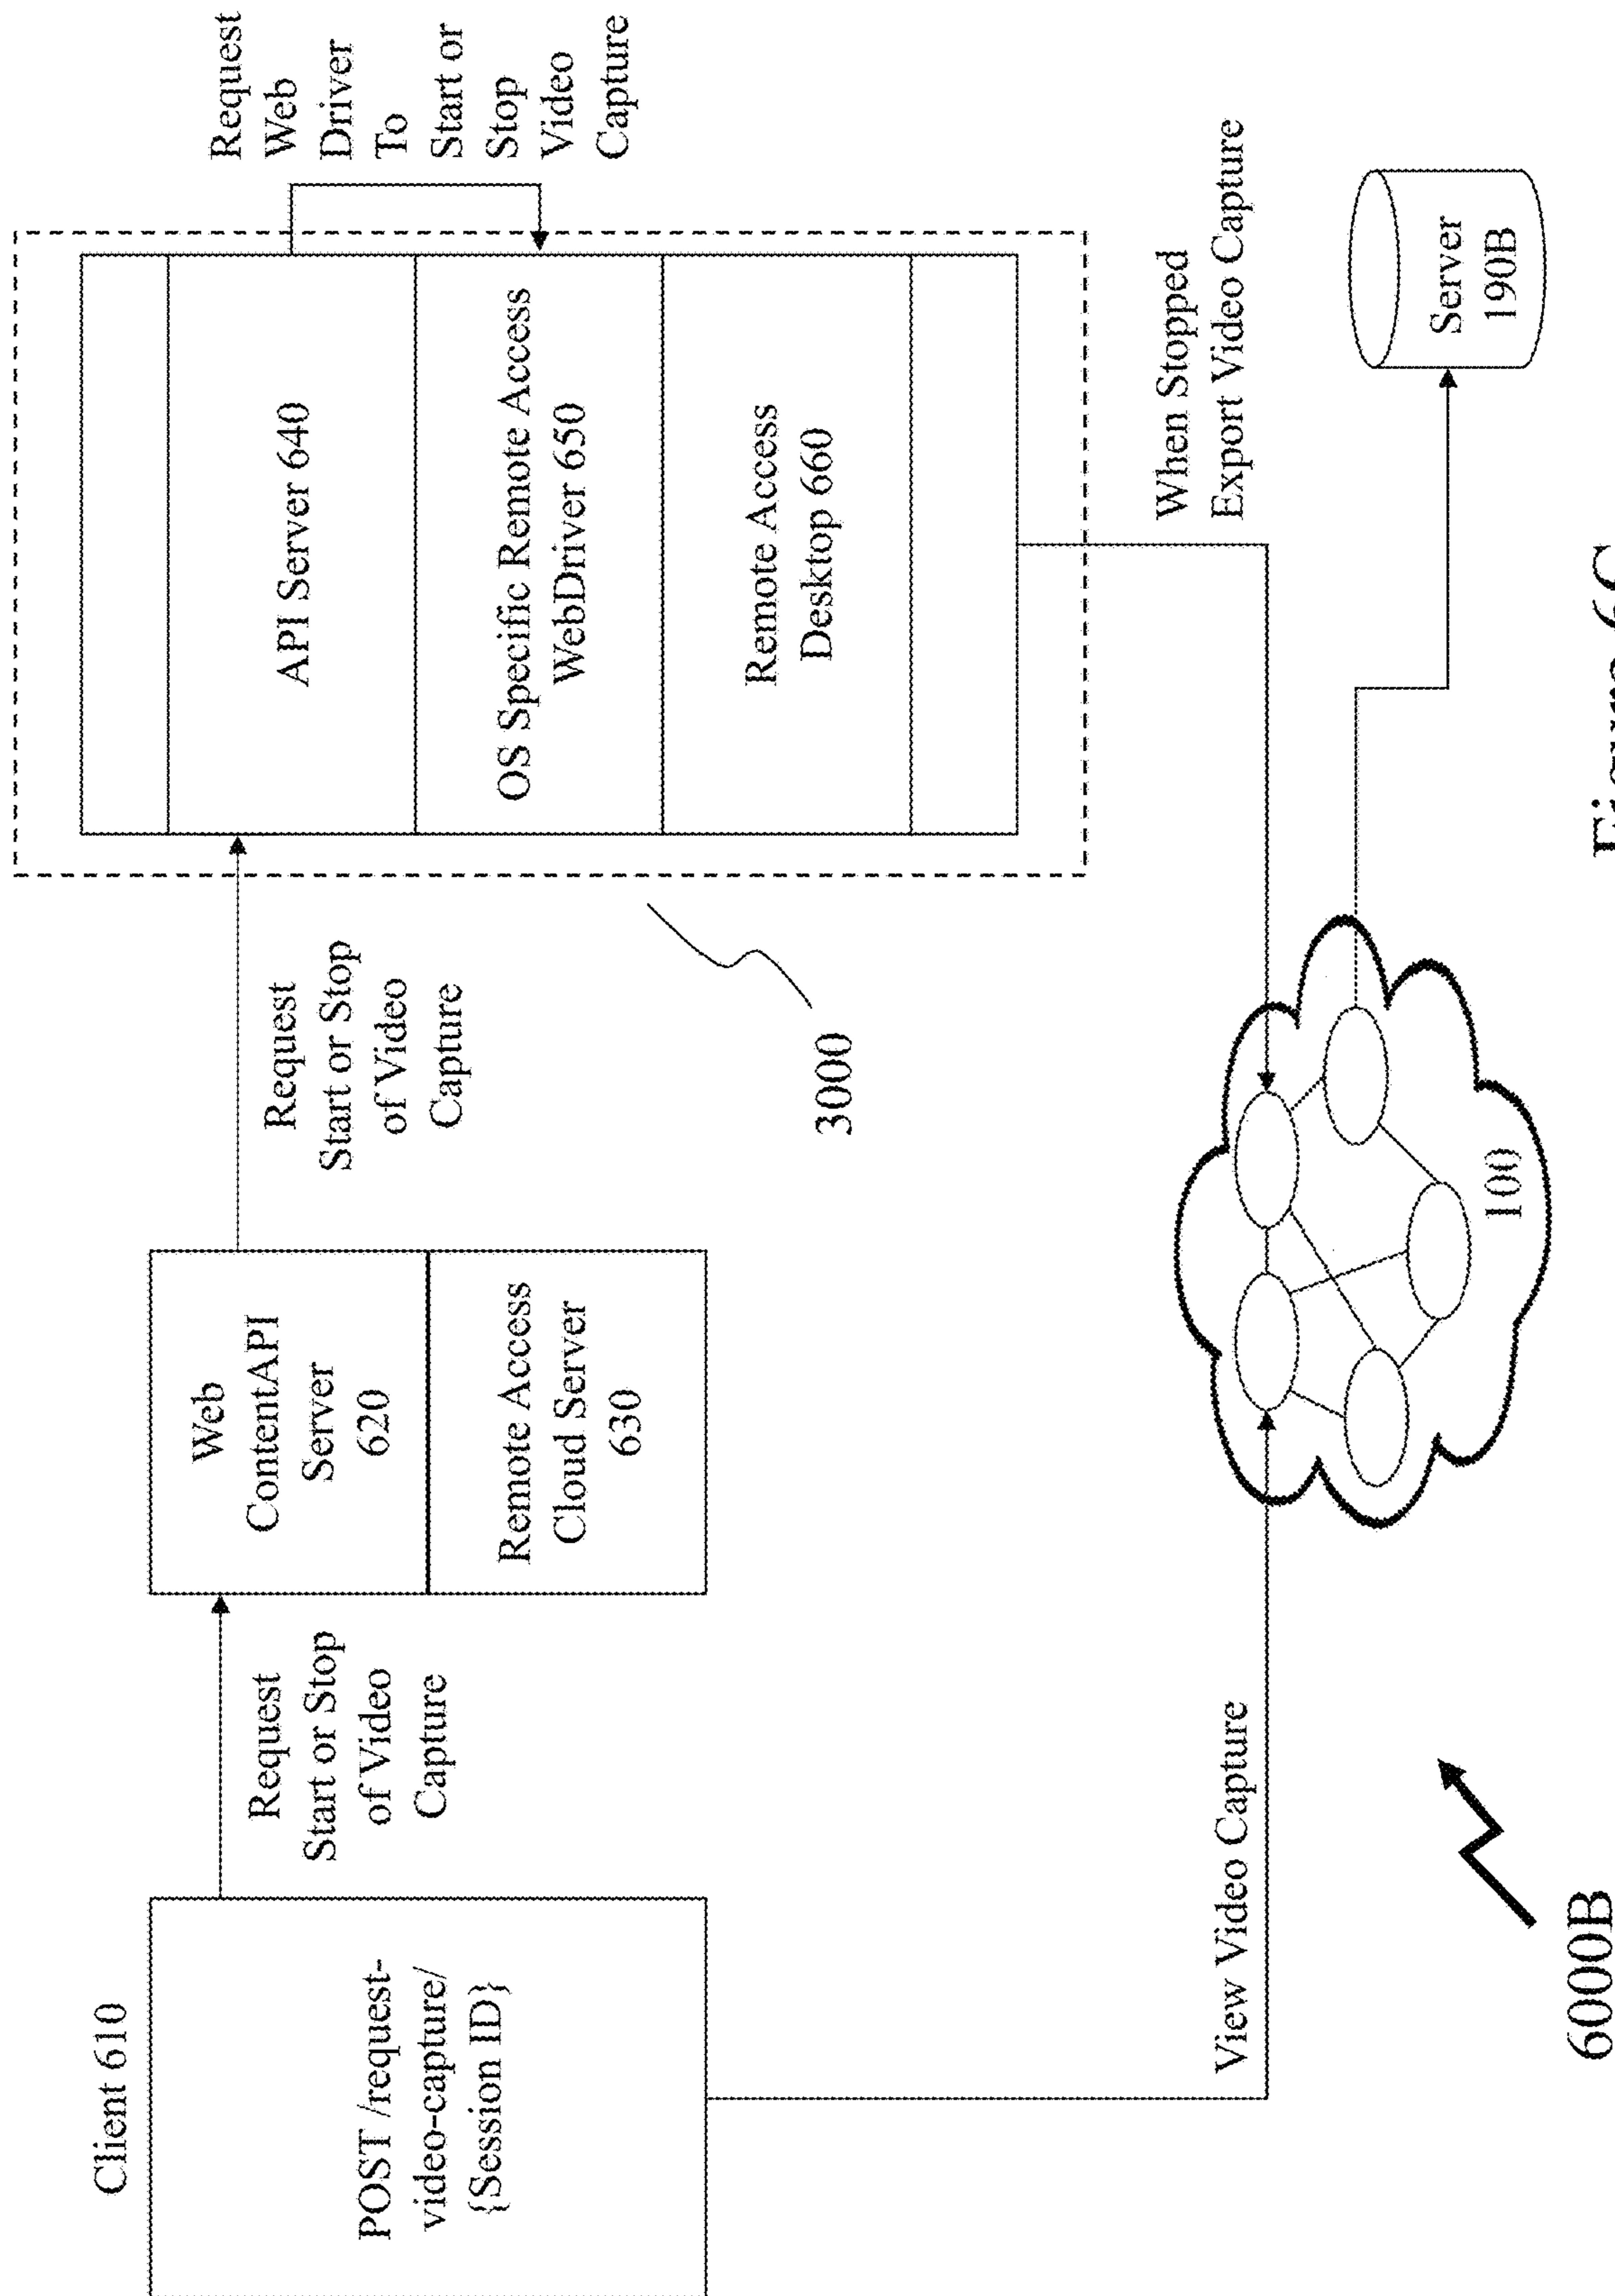 Client 610
POST /request-
video-capture/
{Session ID}
Request
Start or Stop
of Video
Capture
Web
ContentAPI
Server
620
Remote Access
Cloud Server
630
Request
Start or Stop
of Video
Capture
3000
API Server 640
OS Specific Remote Access
WebDriver 650
Remote Access
Desktop 660
Request
Web
Driver
To
Start or
Stop
Video
Capture
View Video Capture
When Stopped
Export Video Capture
100
Server
190B
6000B
Figure 6C